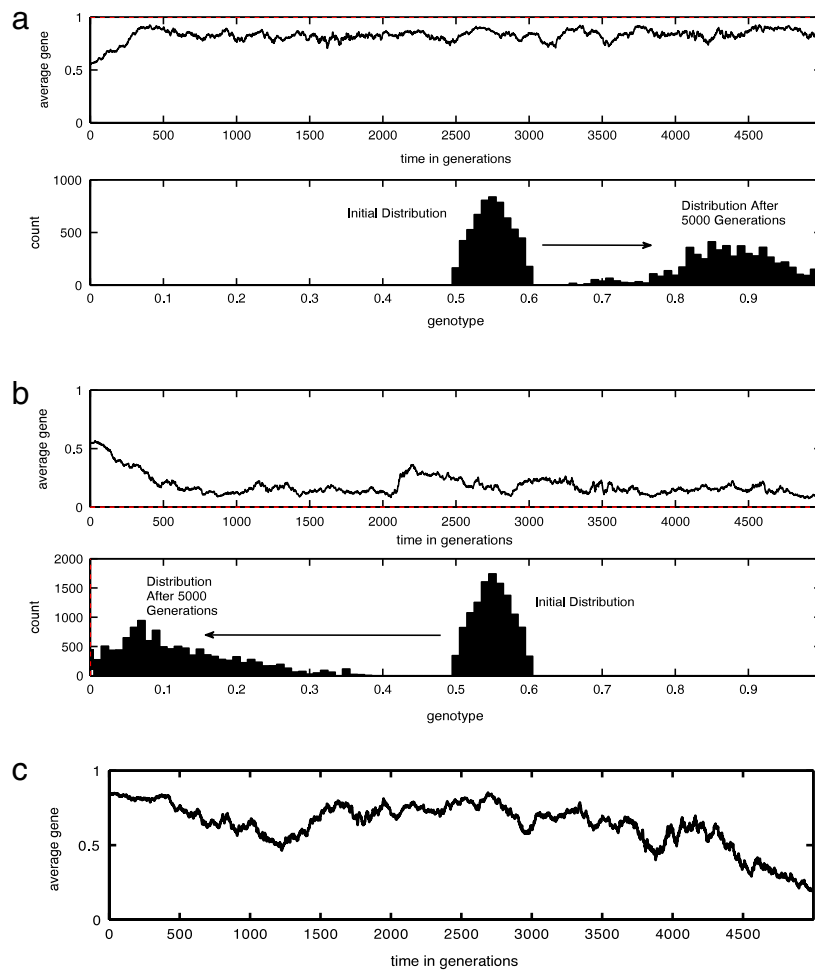 a
1
0.5
0
average gene
0 500 1000 1500 2000 2500 3000 3500 4000 4500
time in generations
1000
500
0
count
Initial Distribution
Distribution After
5000 Generations
0 0.1 0.2 0.3 0.4 0.5 0.6 0.7 0.8 0.9
genotype
b
1
0.5
0
average gene
0 500 1000 1500 2000 2500 3000 3500 4000 4500
time in generations
2000
1500
1000
500
0
count
Distribution
After 5000
Generations
Initial Distribution
0 0.1 0.2 0.3 0.4 0.5 0.6 0.7 0.8 0.9
genotype
c
1
0.5
0
average gene
0 500 1000 1500 2000 2500 3000 3500 4000 4500
time in generations